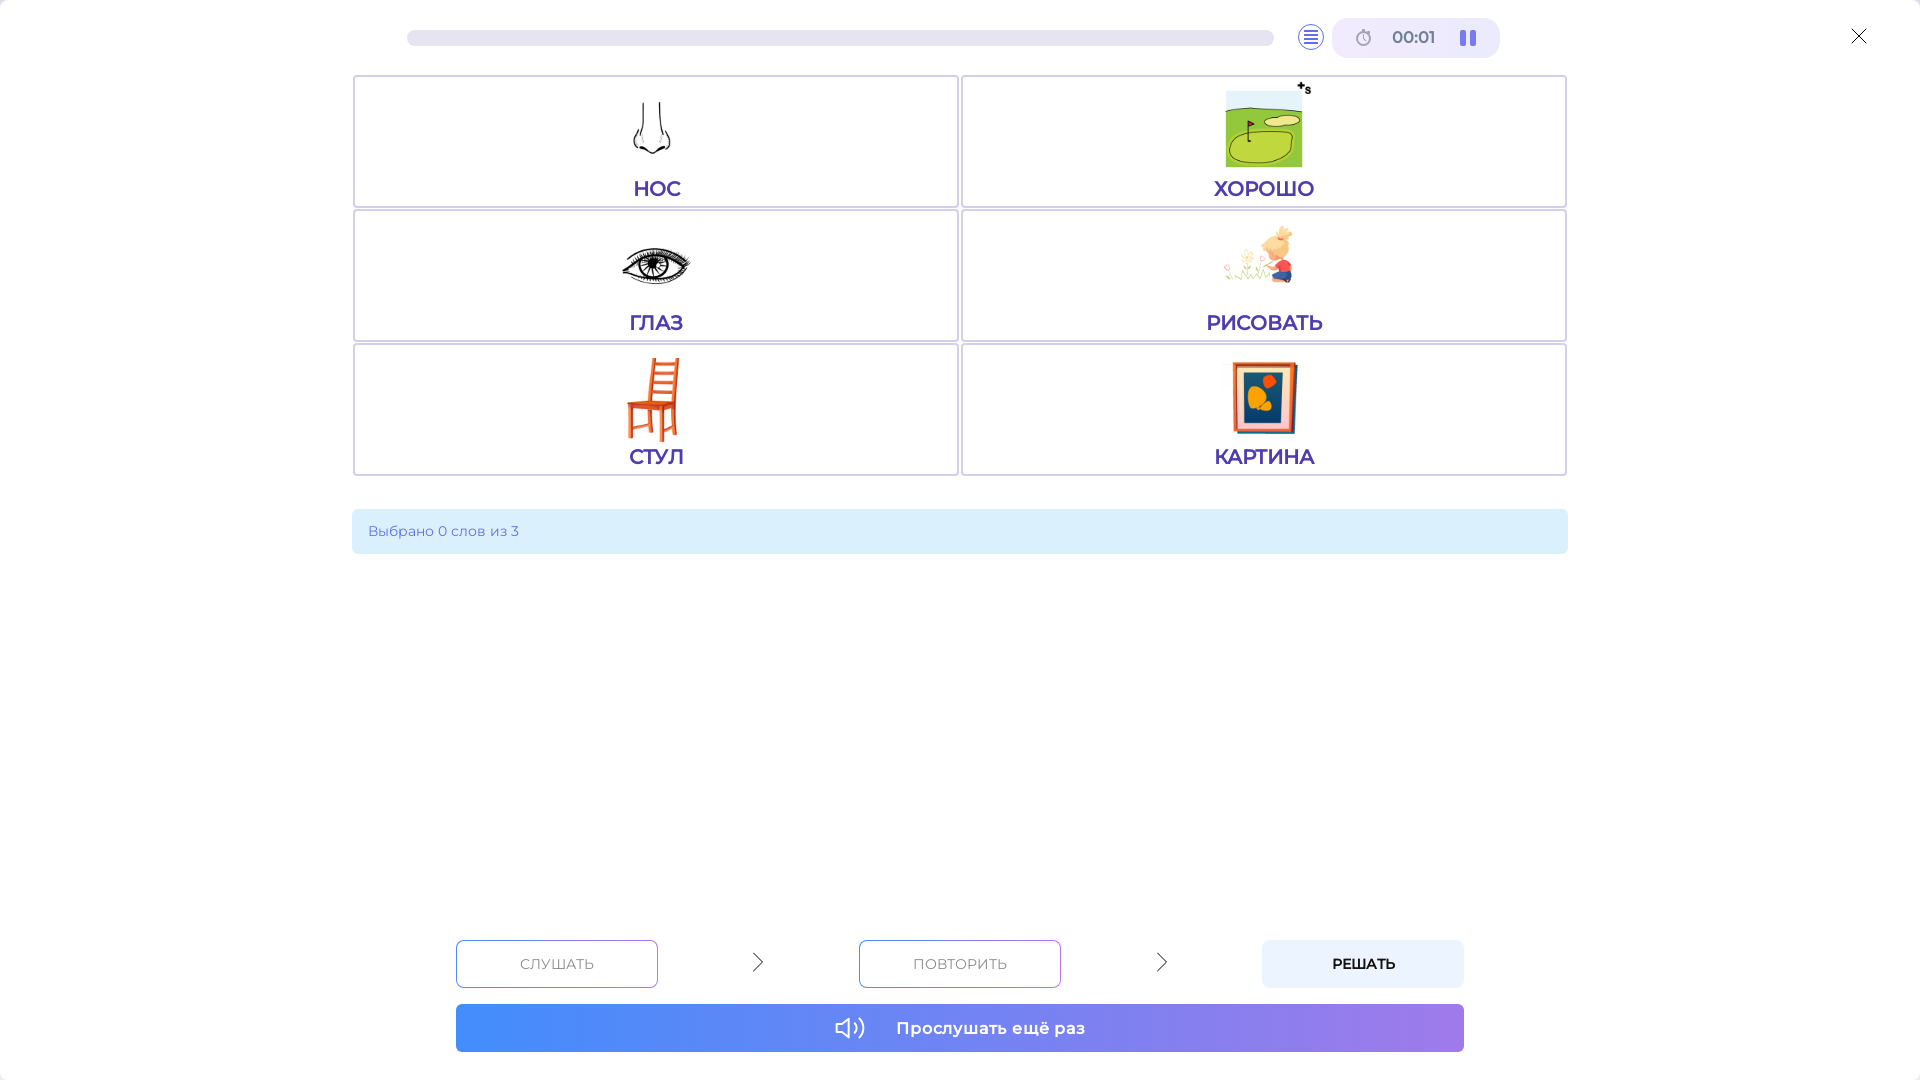 00:01
+s
НОС
ХОРОШО
ГЛАЗ
РИСОВАТЬ
СТУЛ
КАРТИНА
Выбрано 0 слов из 3
СЛУШАТЬ
ПОВТОРИТЬ
РЕШАТЬ
Прослушать ещё раз